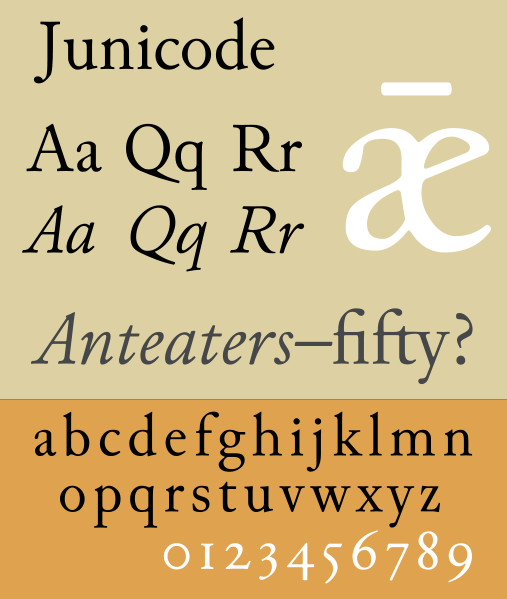 Junicode
Aa Qq Rr
ǣ
Aa Qq Rr
Anteaters—fifty?
abcdefghijklmn
opqrstuvwxyz
0123456789